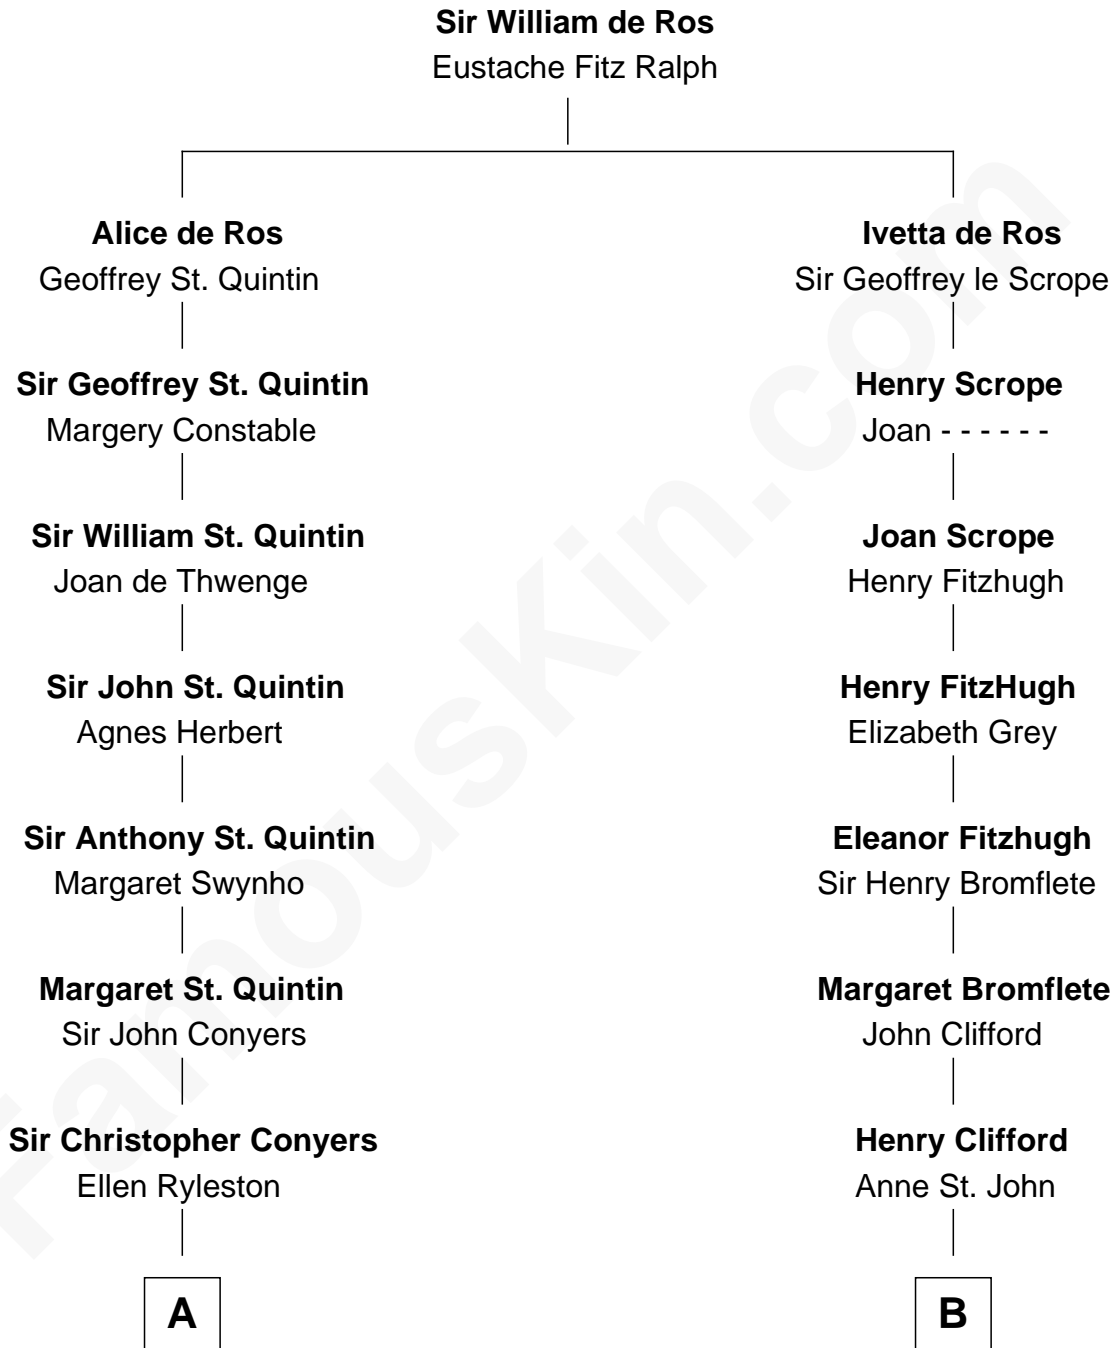 Sir William de Ros
Eustache Fitz Ralph
Alice de Ros
Geoffrey St. Quintin
Ivetta de Ros
Sir Geoffrey le Scrope
Sir Geoffrey St. Quintin
Margery Constable
Henry Scrope
Joan - - - - - -
Sir William St. Quintin
Joan de Thwenge
Joan Scrope
Henry Fitzhugh
Sir John St. Quintin
Agnes Herbert
Henry FitzHugh
Elizabeth Grey
Sir Anthony St. Quintin
Margaret Swynho
Eleanor Fitzhugh
Sir Henry Bromflete
Margaret St. Quintin
Sir John Conyers
Margaret Bromflete
John Clifford
Sir Christopher Conyers
Ellen Ryleston
Henry Clifford
Anne St. John
A
B
FamousKin.com